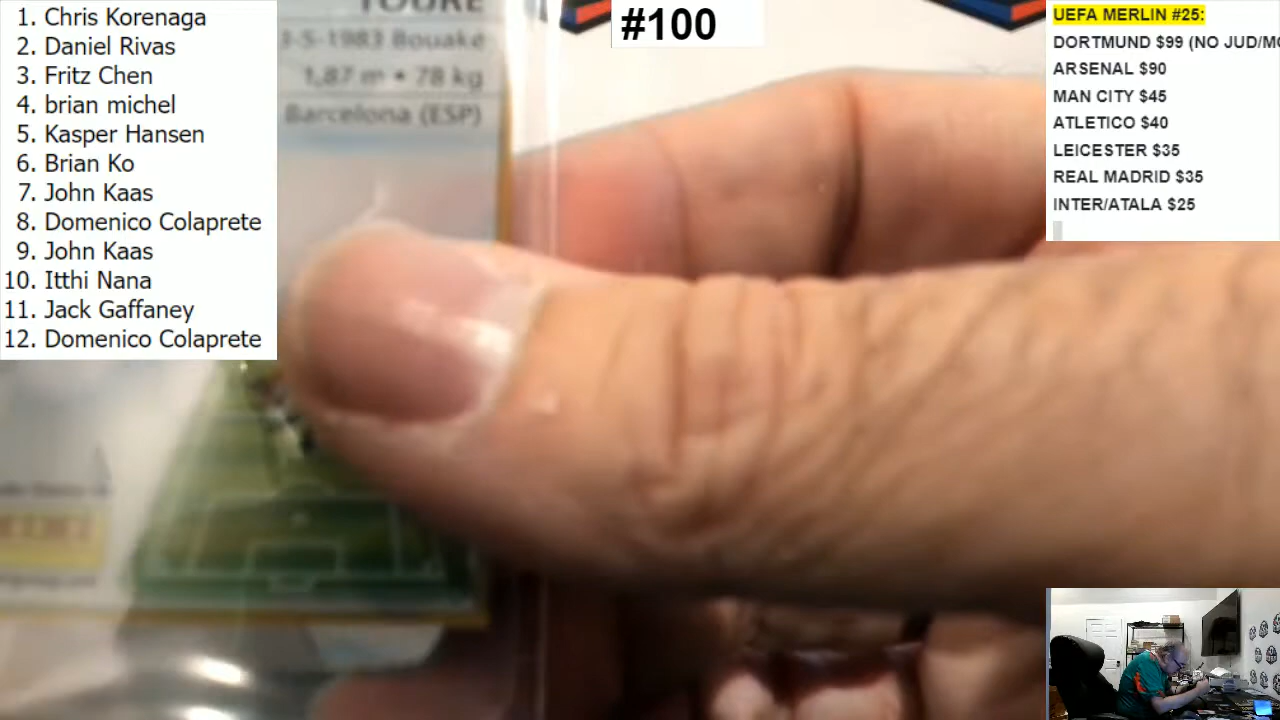 1. Chris Korenaga
2. Daniel Rivas
3. Fritz Chen
4. brian michel
5. Kasper Hansen
6. Brian Ko
7. John Kaas
8. Domenico Colaprete
9. John Kaas
10. Itthi Nana
11. Jack Gaffaney
12. Domenico Colaprete
TOURE
3-5-1983 Bouake
1,87 m • 78 kg
Barcelona (ESP)
#100
UEFA MERLIN #25:
DORTMUND $99 (NO JUD/MO
ARSENAL $90
MAN CITY $45
ATLETICO $40
LEICESTER $35
REAL MADRID $35
INTER/ATALA $25